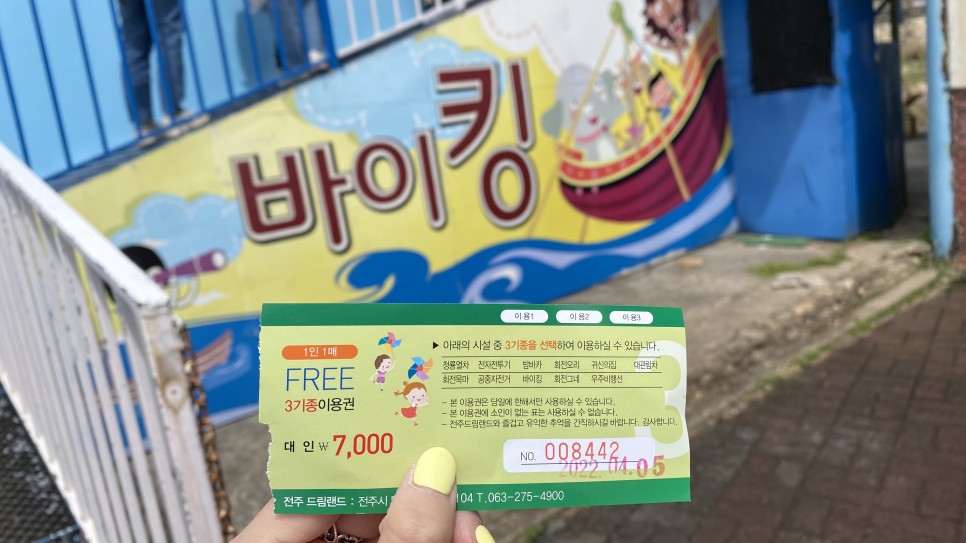 바이킹
이용1 이용2 이용3
1인 1매
FREE
3기종이용권
대 인 ₩ 7,000
▶ 아래의 시설 중 3기종을 선택하여 이용하실 수 있습니다.
청룡열차 전자전투기 범바카 회전오리 귀신의집 대관람차
회전목마 공중자전거 바이킹 회전그네 우주비행선
- 본 이용권은 당일에 한해서만 사용하실 수 있습니다.
- 본 이용권에 소인이 없는 표는 사용하실 수 없습니다.
- 전주드림랜드와 즐겁고 유익한 추억을 간직하시길 바랍니다. 감사합니다.
3
NO. 008442
2022. 04. 05
전주 드림랜드 : 전주시 104 T.063-275-4900